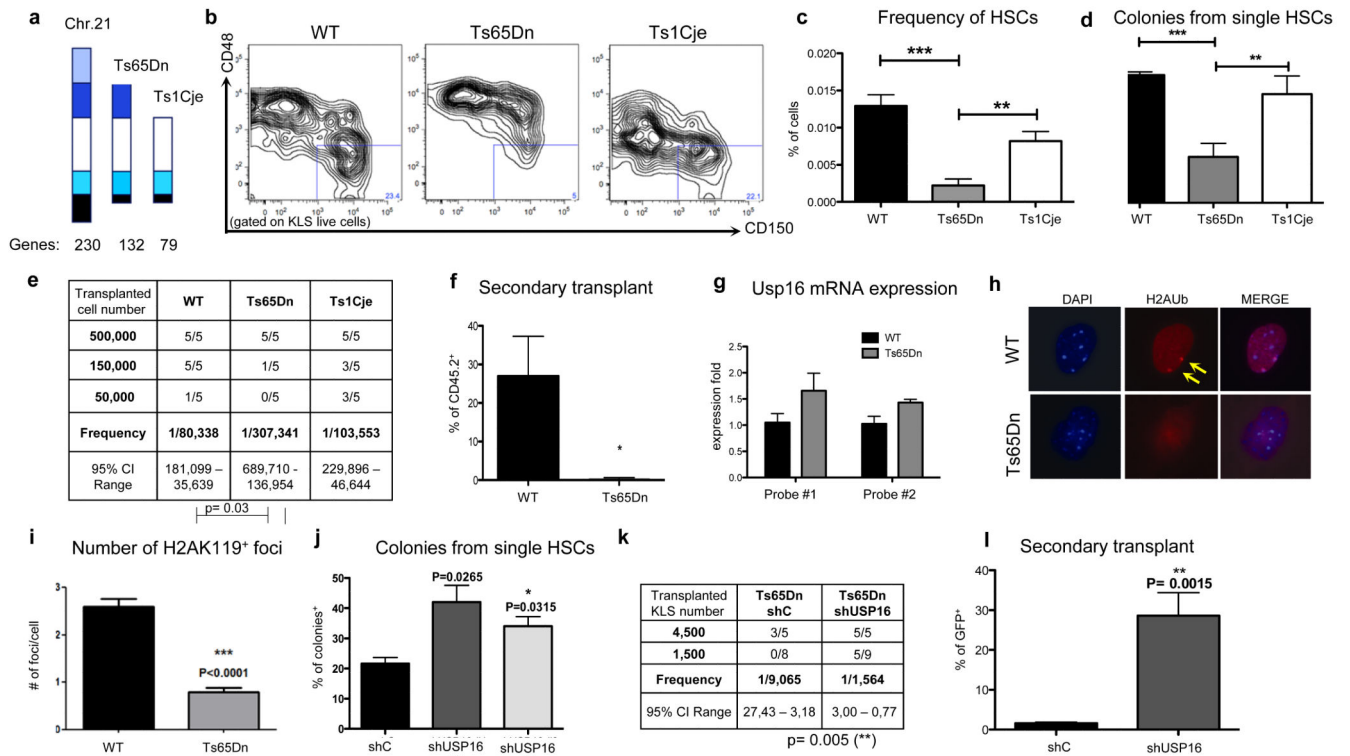 a
Chr.21
Ts65Dn
Ts1Cje
Genes: 230 132 79
b
WT Ts65Dn Ts1Cje
CD48
10⁵ 10⁴ 10³ 10² 0
0 10² 10³ 10⁴ 10⁵
23.4
5
22.1
(gated on KLS live cells)
CD150
c
Frequency of HSCs
% of cells
0.020
0.015
0.010
0.005
0.000
***
**
WT Ts65Dn Ts1Cje
d
Colonies from single HSCs
***
**
WT Ts65Dn Ts1Cje
e
Transplanted cell number WT Ts65Dn Ts1Cje
500,000 5/5 5/5 5/5
150,000 5/5 1/5 3/5
50,000 1/5 0/5 3/5
Frequency 1/80,338 1/307,341 1/103,553
95% CI Range 181,099 – 35,639 689,710 - 136,954 229,896 – 46,644
p= 0.03
f
Secondary transplant
% of CD45.2⁺
40
30
20
10
0
*
WT Ts65Dn
g
Usp16 mRNA expression
WT
Ts65Dn
expression fold
2.5
2.0
1.5
1.0
0.5
0.0
Probe #1 Probe #2
h
DAPI H2AUb MERGE
WT
Ts65Dn
i
Number of H2AK119⁺ foci
# of foci/cell
3
2
1
0
***
P<0.0001
WT Ts65Dn
j
Colonies from single HSCs
% of colonies⁺
50
40
30
20
10
0
P=0.0265
*
P=0.0315
shC shUSP16 shUSP16
k
Transplanted KLS number Ts65Dn shC Ts65Dn shUSP16
4,500 3/5 5/5
1,500 0/8 5/9
Frequency 1/9,065 1/1,564
95% CI Range 27,43 – 3,18 3,00 – 0,77
p= 0.005 (**)
l
Secondary transplant
% of GFP⁺
40
30
20
10
0
**
P= 0.0015
shC shUSP16